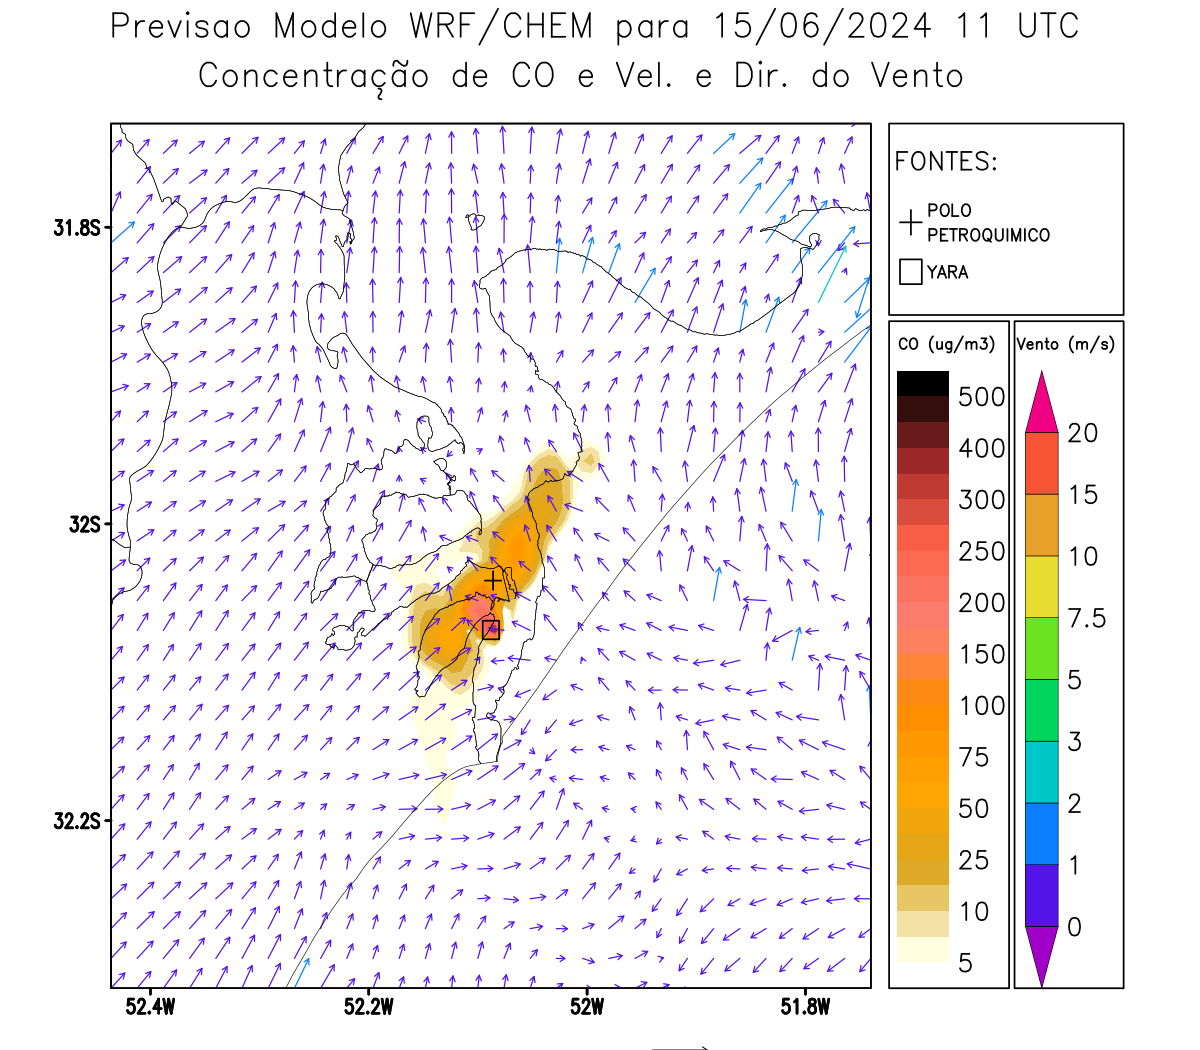 Previsao Modelo WRF/CHEM para 15/06/2024 11 UTC
Concentração de CO e Vel. e Dir. do Vento
FONTES:
POLO
PETROQUIMICO
YARA
31.8S
32S
32.2S
52.4W
52.2W
52W
51.8W
CO (ug/m3)
500
400
300
250
200
150
100
75
50
25
10
5
Vento (m/s)
20
15
10
7.5
5
3
2
1
0